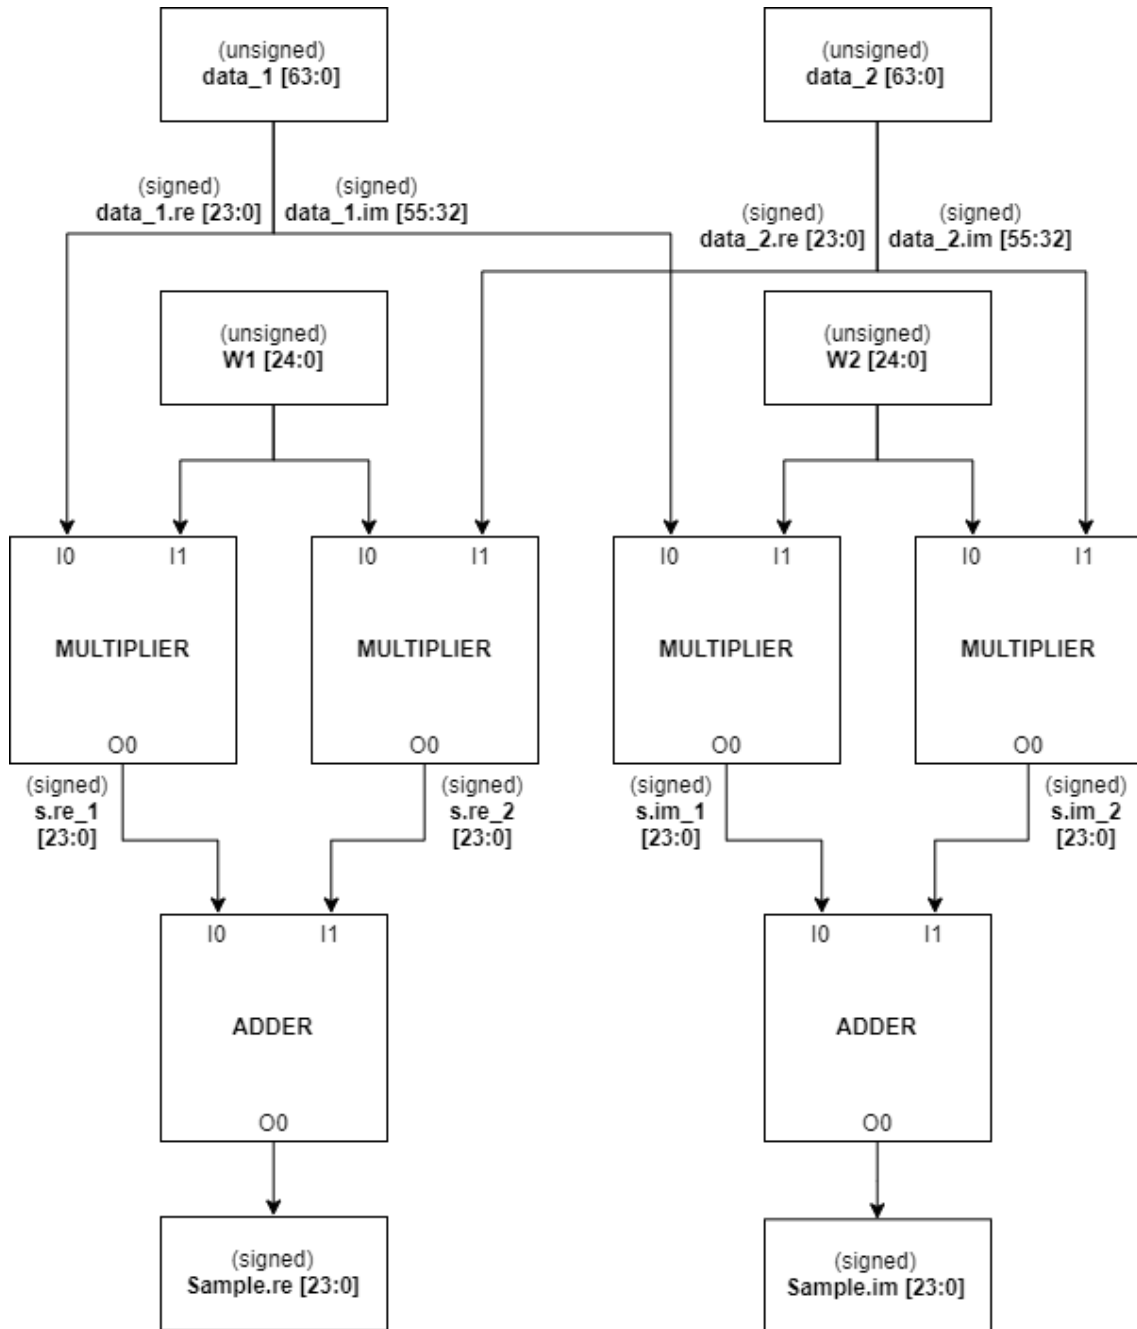 (unsigned)
data_1 [63:0]
(unsigned)
data_2 [63:0]
(signed)
data_1.re [23:0]
(signed)
data_1.im [55:32]
(signed)
data_2.re [23:0]
(signed)
data_2.im [55:32]
(unsigned)
W1 [24:0]
(unsigned)
W2 [24:0]
I0 I1
MULTIPLIER
O0
I0 I1
MULTIPLIER
O0
I0 I1
MULTIPLIER
O0
I0 I1
MULTIPLIER
O0
(signed)
s.re_1
[23:0]
(signed)
s.re_2
[23:0]
(signed)
s.im_1
[23:0]
(signed)
s.im_2
[23:0]
I0 I1
ADDER
O0
I0 I1
ADDER
O0
(signed)
Sample.re [23:0]
(signed)
Sample.im [23:0]